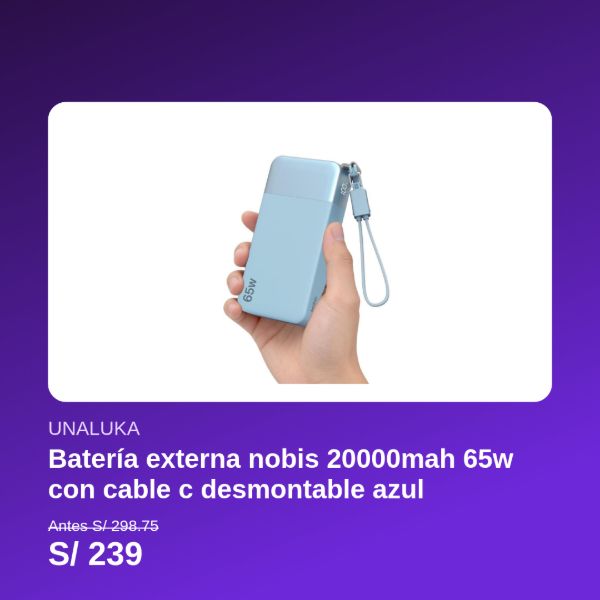 65w
UNALUKA
Batería externa nobis 20000mah 65w
con cable c desmontable azul
Antes S/ 298.75
S/ 239